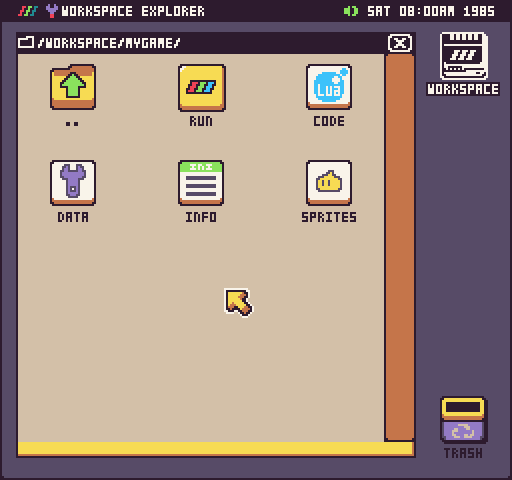 WORKSPACE EXPLORER
SAT 08:00AM 1985
/WORKSPACE/MYGAME/
WORKSPACE
Lua
..
RUN
CODE
INI
DATA
INFO
SPRITES
TRASH